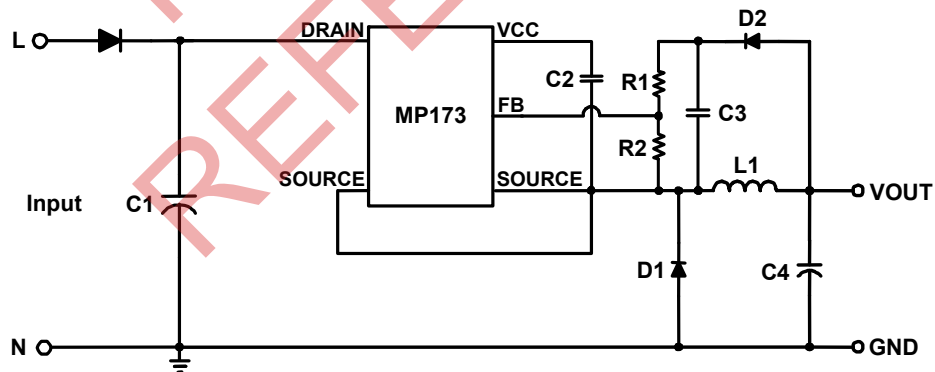 D2
L
DRAIN
VCC
C2
R1
C3
MP173
FB
R2
SOURCE
SOURCE
L1
Input
C1
VOUT
D1
C4
N
GND
REFE